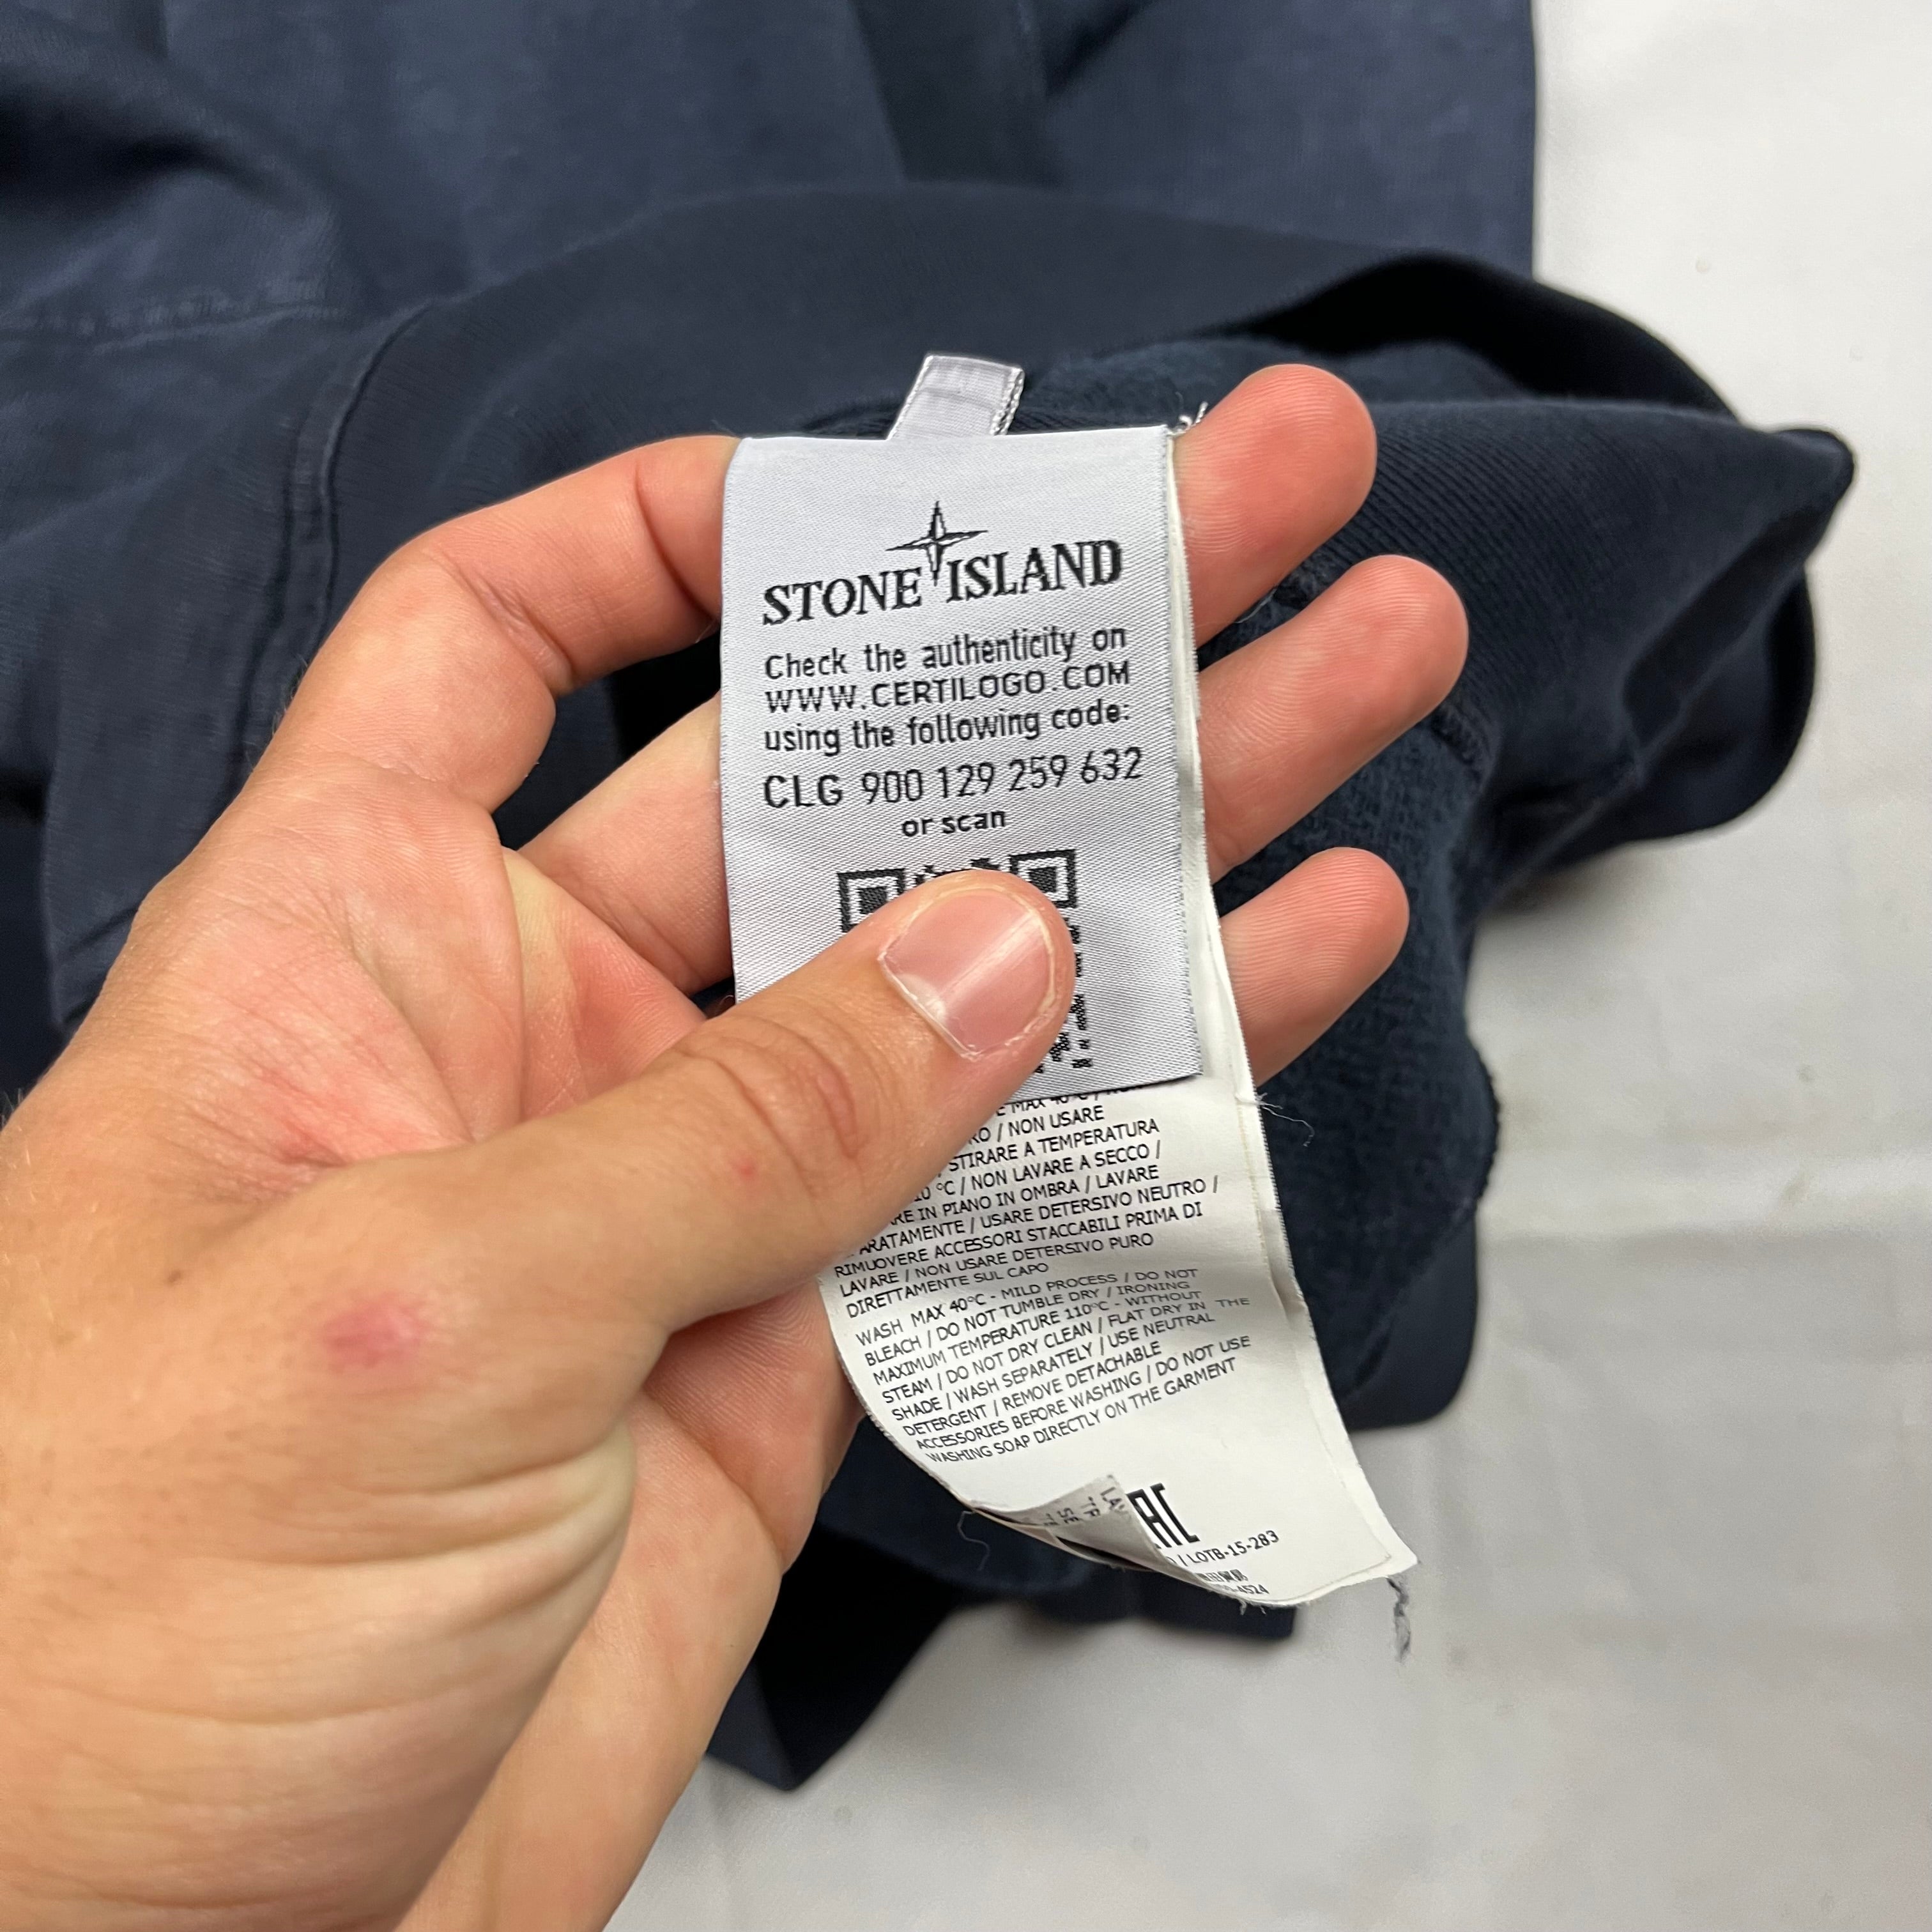 STONE ISLAND
Check the authenticity on
WWW.CERTILOGO.COM
using the following code:
CLG 900 129 259 632
or scan
MAX 40 °C /
/ NON USARE
STIRARE A TEMPERATURA
°C / NON LAVARE A SECCO /
IN PIANO IN OMBRA / LAVARE
/ USARE DETERSIVO NEUTRO /
RIMUOVERE ACCESSORI STACCABILI PRIMA DI
LAVARE / NON USARE DETERSIVO PURO
DIRETTAMENTE SUL CAPO
WASH MAX 40°C - MILD PROCESS / DO NOT
BLEACH / DO NOT TUMBLE DRY / IRONING
MAXIMUM TEMPERATURE 110°C - WITHOUT
STEAM / DO NOT DRY CLEAN / FLAT DRY IN THE
SHADE / WASH SEPARATELY / USE NEUTRAL
DETERGENT / REMOVE DETACHABLE
ACCESSORIES BEFORE WASHING / DO NOT USE
WASHING SOAP DIRECTLY ON THE GARMENT
/ LOTB-15-283